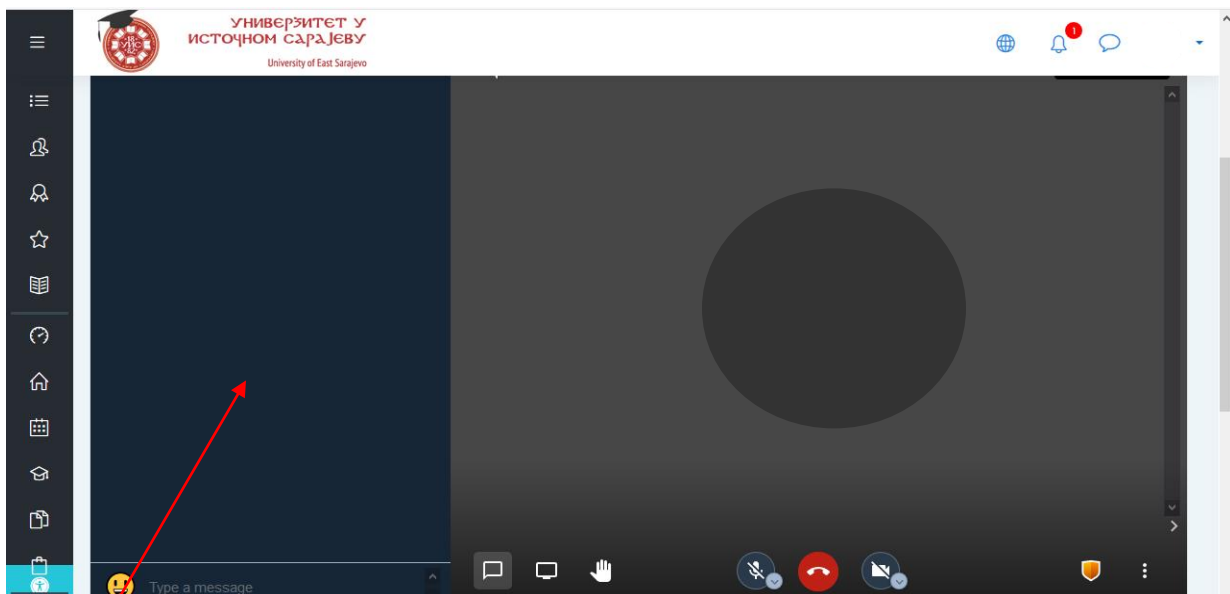 УНИВЕРЗИТЕТ У
ИСТОЧНОМ САРАЈЕВУ
University of East Sarajevo
1
Type a message